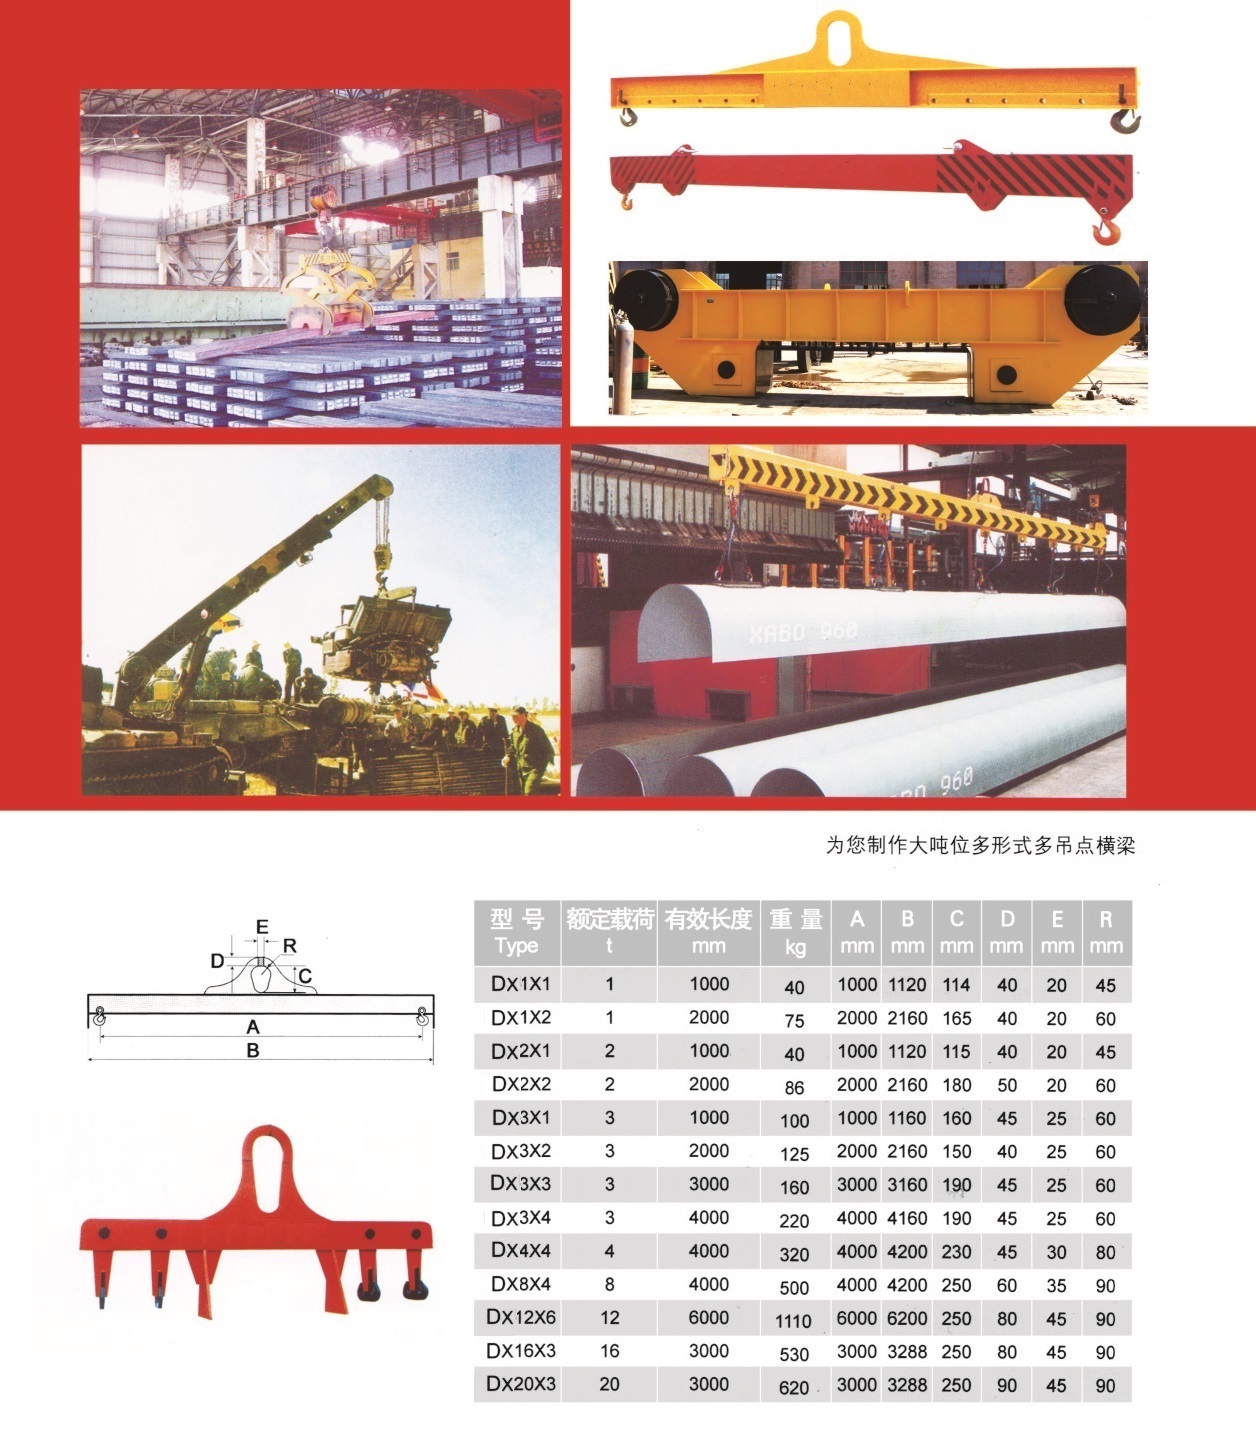 XABO 960
960
为您制作大吨位多形式多吊点横梁
E
R
D
C
A
B
型号 额定载荷 有效长度 重量 A B C D E R
Type t mm kg mm mm mm mm mm mm
DX1X1 1 1000 40 1000 1120 114 40 20 45
DX1X2 1 2000 75 2000 2160 165 40 20 60
DX2X1 2 1000 40 1000 1120 115 40 20 45
DX2X2 2 2000 86 2000 2160 180 50 20 60
DX3X1 3 1000 100 1000 1160 160 45 25 60
DX3X2 3 2000 125 2000 2160 150 40 25 60
DX3X3 3 3000 160 3000 3160 190 45 25 60
DX3X4 3 4000 220 4000 4160 190 45 25 60
DX4X4 4 4000 320 4000 4200 230 45 30 80
DX8X4 8 4000 500 4000 4200 250 60 35 90
DX12X6 12 6000 1110 6000 6200 250 80 45 90
DX16X3 16 3000 530 3000 3288 250 80 45 90
DX20X3 20 3000 620 3000 3288 250 90 45 90